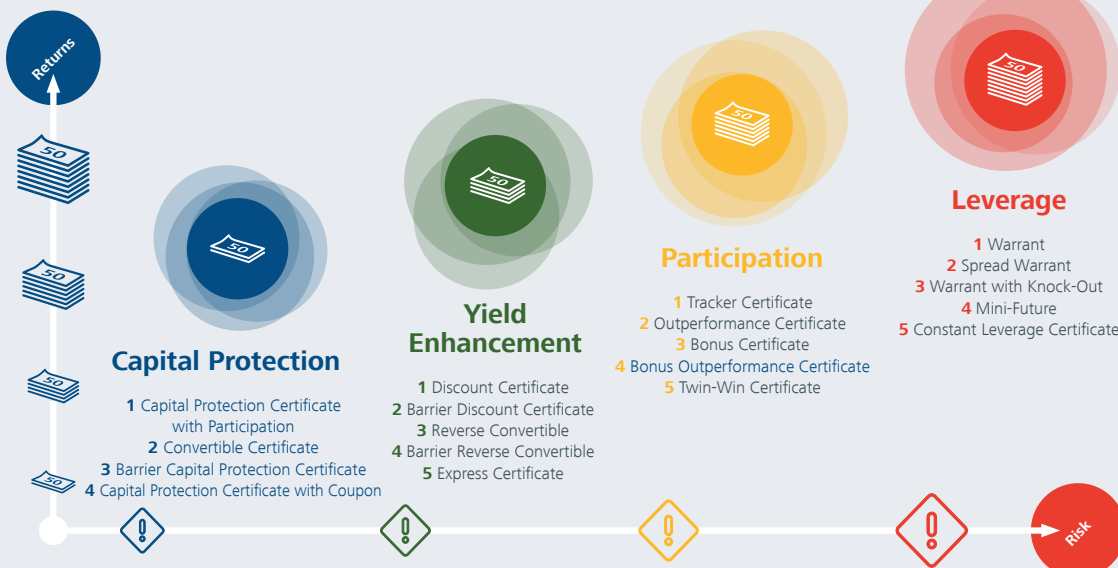 Returns
50
50
50
50
50
Capital Protection
1 Capital Protection Certificate
with Participation
2 Convertible Certificate
3 Barrier Capital Protection Certificate
4 Capital Protection Certificate with Coupon
50
Yield
Enhancement
1 Discount Certificate
2 Barrier Discount Certificate
3 Reverse Convertible
4 Barrier Reverse Convertible
5 Express Certificate
50
Participation
1 Tracker Certificate
2 Outperformance Certificate
3 Bonus Certificate
4 Bonus Outperformance Certificate
5 Twin-Win Certificate
50
Leverage
1 Warrant
2 Spread Warrant
3 Warrant with Knock-Out
4 Mini-Future
5 Constant Leverage Certificate
Risk